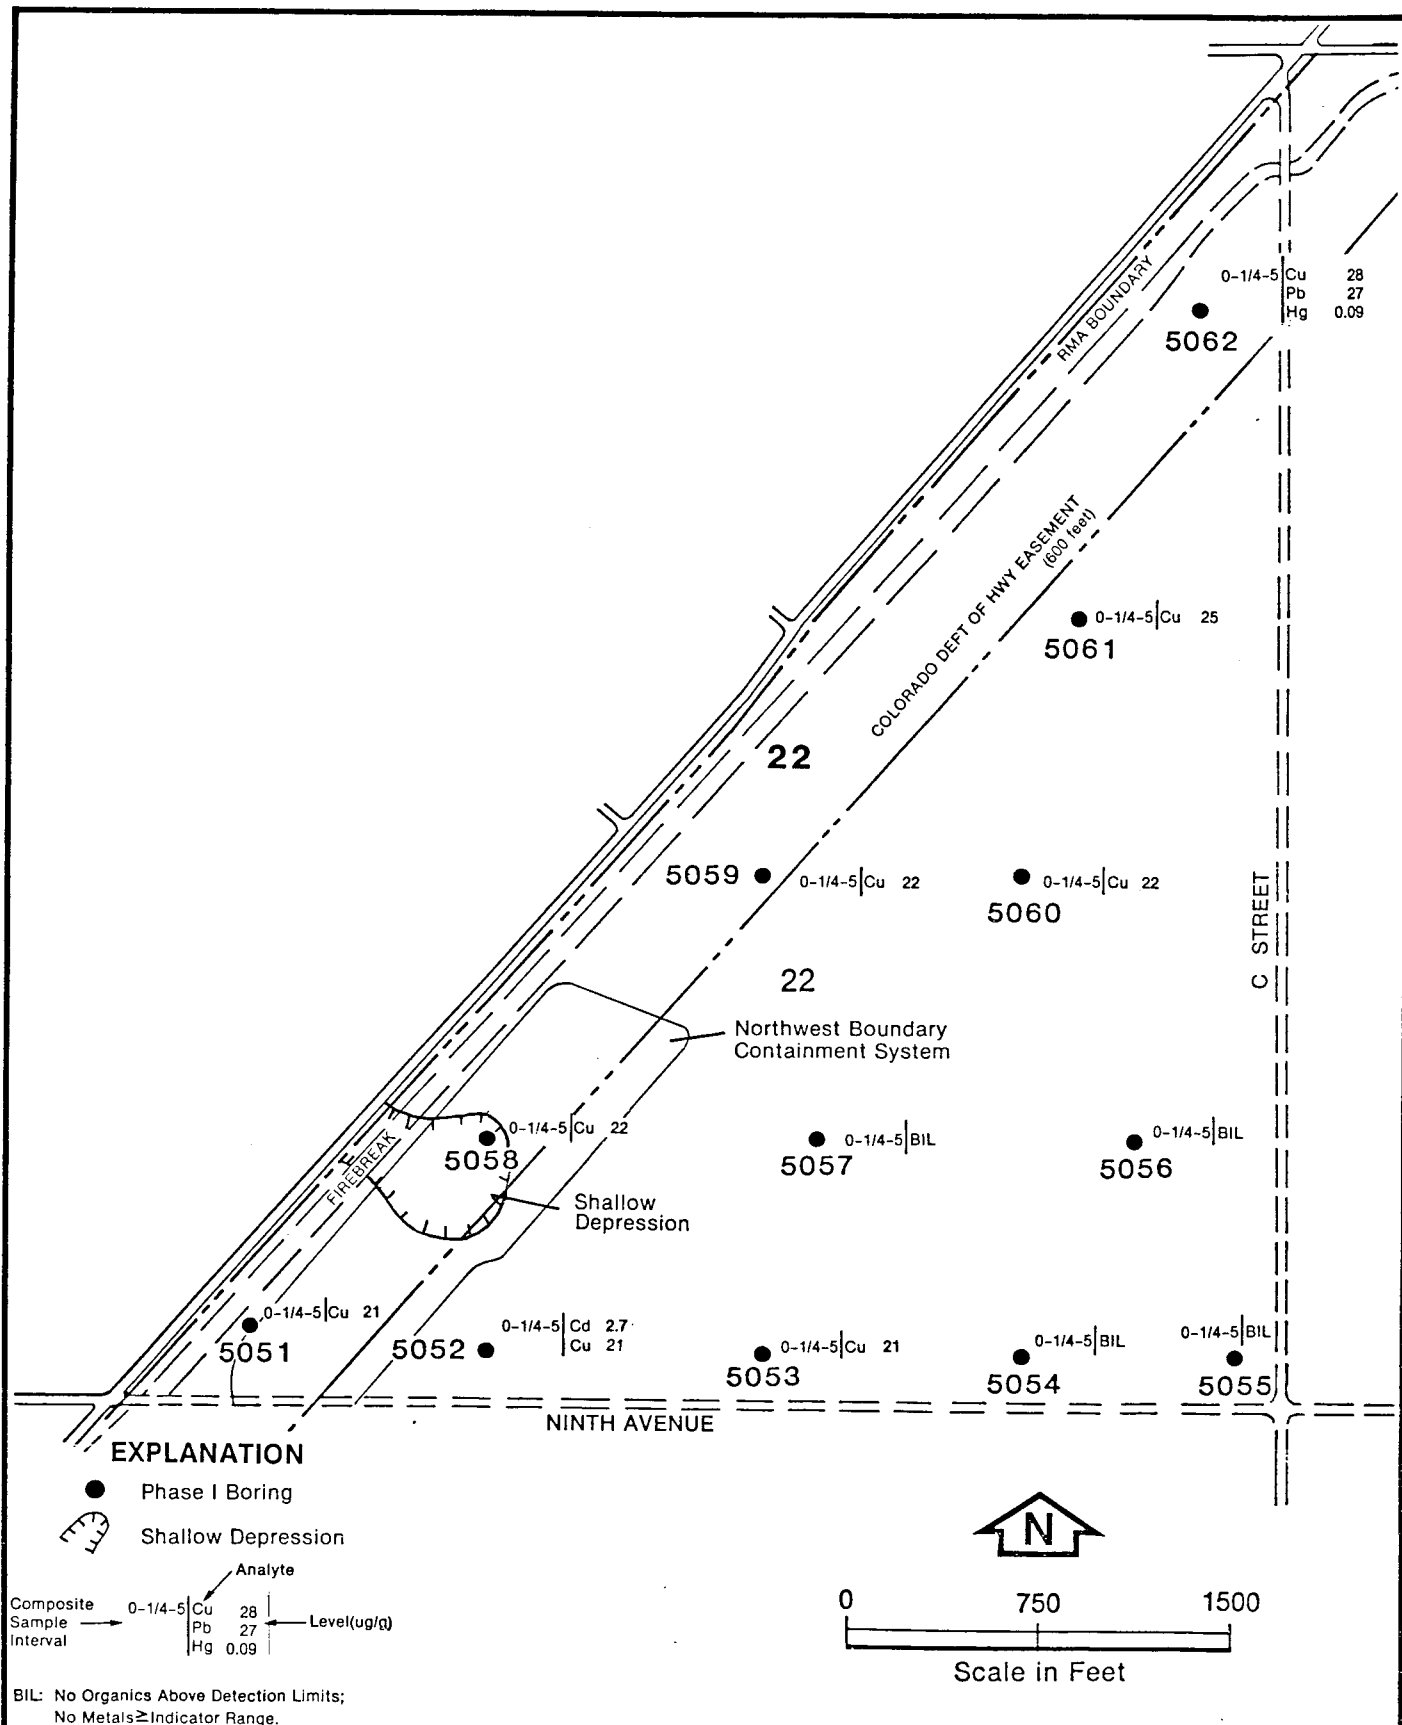 0-1/4-5 Cu 28
Pb 27
Hg 0.09
5062
RMA BOUNDARY
COLORADO DEPT OF HWY EASEMENT
(600 feet)
0-1/4-5 Cu 25
5061
22
5059
0-1/4-5 Cu 22
0-1/4-5 Cu 22
5060
C STREET
22
Northwest Boundary
Containment System
0-1/4-5 Cu 22
5058
0-1/4-5 BIL
5057
0-1/4-5 BIL
5056
FIREBREAK
Shallow
Depression
0-1/4-5 Cu 21
5051
5052
0-1/4-5 Cd 2.7
Cu 21
0-1/4-5 Cu 21
5053
0-1/4-5 BIL
5054
0-1/4-5 BIL
5055
NINTH AVENUE
EXPLANATION
Phase I Boring
Shallow Depression
Analyte
Composite
Sample
Interval
0-1/4-5 Cu 28
Pb 27
Hg 0.09
Level(ug/g)
BIL: No Organics Above Detection Limits;
No Metals≥Indicator Range.
N
0 750 1500
Scale in Feet